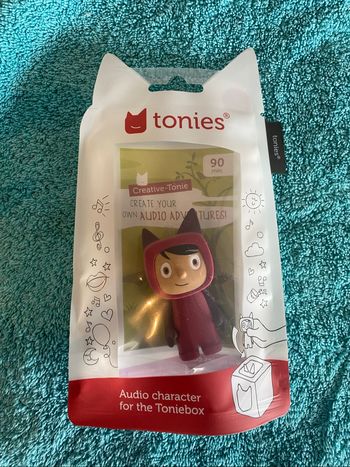 tonies®
tonies®
90
min
Creative-Tonie
CREATE YOUR
OWN AUDIO ADVENTURES!
Audio character
for the Toniebox